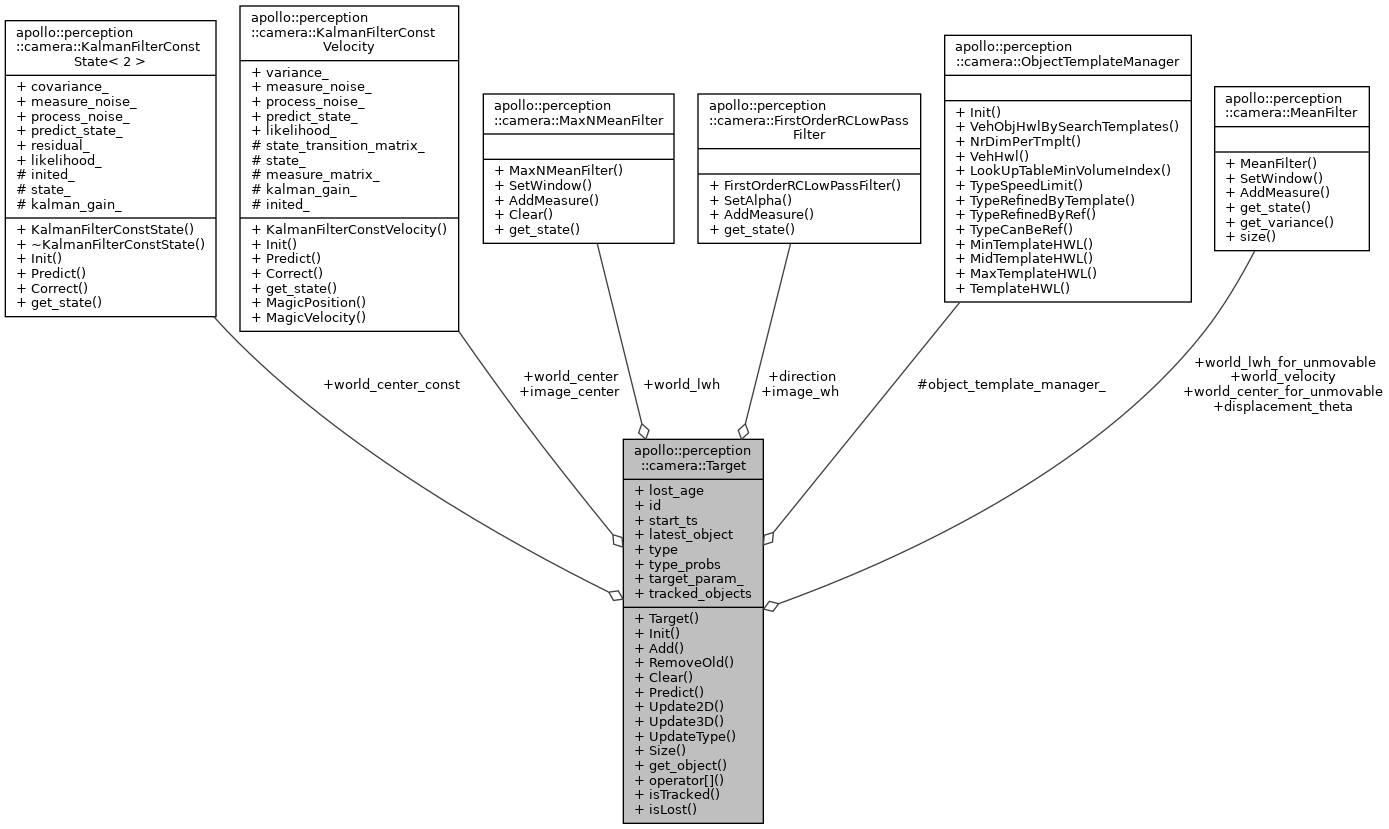 apollo::perception
::camera::KalmanFilterConst
State< 2 >
+ covariance_
+ measure_noise_
+ process_noise_
+ predict_state_
+ residual_
+ likelihood_
# inited_
# state_
# kalman_gain_
+ KalmanFilterConstState()
+ ~KalmanFilterConstState()
+ Init()
+ Predict()
+ Correct()
+ get_state()
apollo::perception
::camera::KalmanFilterConst
Velocity
+ variance_
+ measure_noise_
+ process_noise_
+ predict_state_
+ likelihood_
# state_transition_matrix_
# state_
# measure_matrix_
# kalman_gain_
# inited_
+ KalmanFilterConstVelocity()
+ Init()
+ Predict()
+ Correct()
+ get_state()
+ MagicPosition()
+ MagicVelocity()
apollo::perception
::camera::MaxNMeanFilter
+ MaxNMeanFilter()
+ SetWindow()
+ AddMeasure()
+ Clear()
+ get_state()
apollo::perception
::camera::FirstOrderRCLowPass
Filter
+ FirstOrderRCLowPassFilter()
+ SetAlpha()
+ AddMeasure()
+ get_state()
apollo::perception
::camera::ObjectTemplateManager
+ Init()
+ VehObjHwlBySearchTemplates()
+ NrDimPerTmplt()
+ VehHwl()
+ LookUpTableMinVolumeIndex()
+ TypeSpeedLimit()
+ TypeRefinedByTemplate()
+ TypeRefinedByRef()
+ TypeCanBeRef()
+ MinTemplateHWL()
+ MidTemplateHWL()
+ MaxTemplateHWL()
+ TemplateHWL()
apollo::perception
::camera::MeanFilter
+ MeanFilter()
+ SetWindow()
+ AddMeasure()
+ get_state()
+ get_variance()
+ size()
+world_center_const
+world_center
+image_center
+world_lwh
+direction
+image_wh
#object_template_manager_
+world_lwh_for_unmovable
+world_velocity
+world_center_for_unmovable
+displacement_theta
apollo::perception
::camera::Target
+ lost_age
+ id
+ start_ts
+ latest_object
+ type
+ type_probs
+ target_param_
+ tracked_objects
+ Target()
+ Init()
+ Add()
+ RemoveOld()
+ Clear()
+ Predict()
+ Update2D()
+ Update3D()
+ UpdateType()
+ Size()
+ get_object()
+ operator[]()
+ isTracked()
+ isLost()